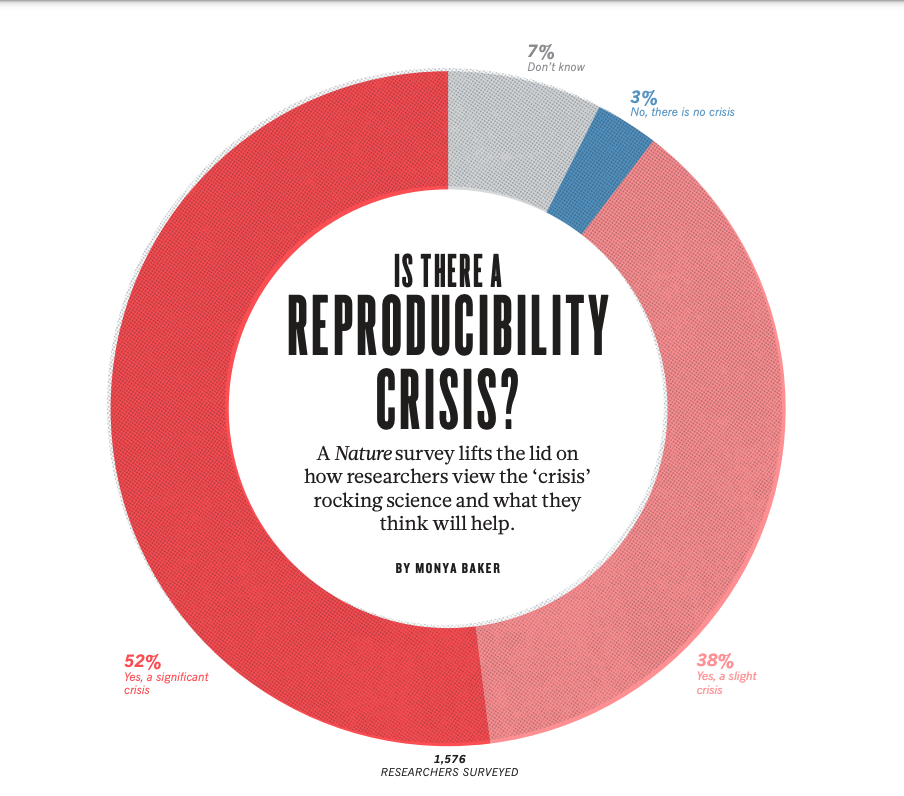 7%
Don't know
3%
No, there is no crisis
IS THERE A
REPRODUCIBILITY
CRISIS?
A Nature survey lifts the lid on
how researchers view the ‘crisis’
rocking science and what they
think will help.
BY MONYA BAKER
52%
Yes, a significant
crisis
38%
Yes, a slight
crisis
1,576
RESEARCHERS SURVEYED